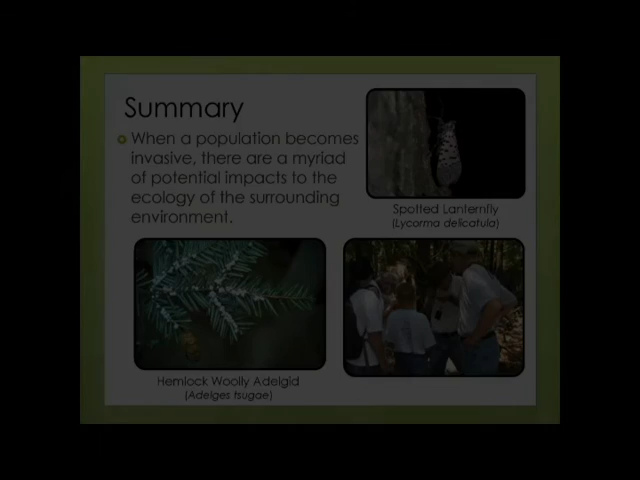 Summary
When a population becomes
invasive, there are a myriad
of potential impacts to the
ecology of the surrounding
environment.
Spotted Lanternfly
(Lycorma delicatula)
Hemlock Woolly Adelgid
(Adelges tsugae)